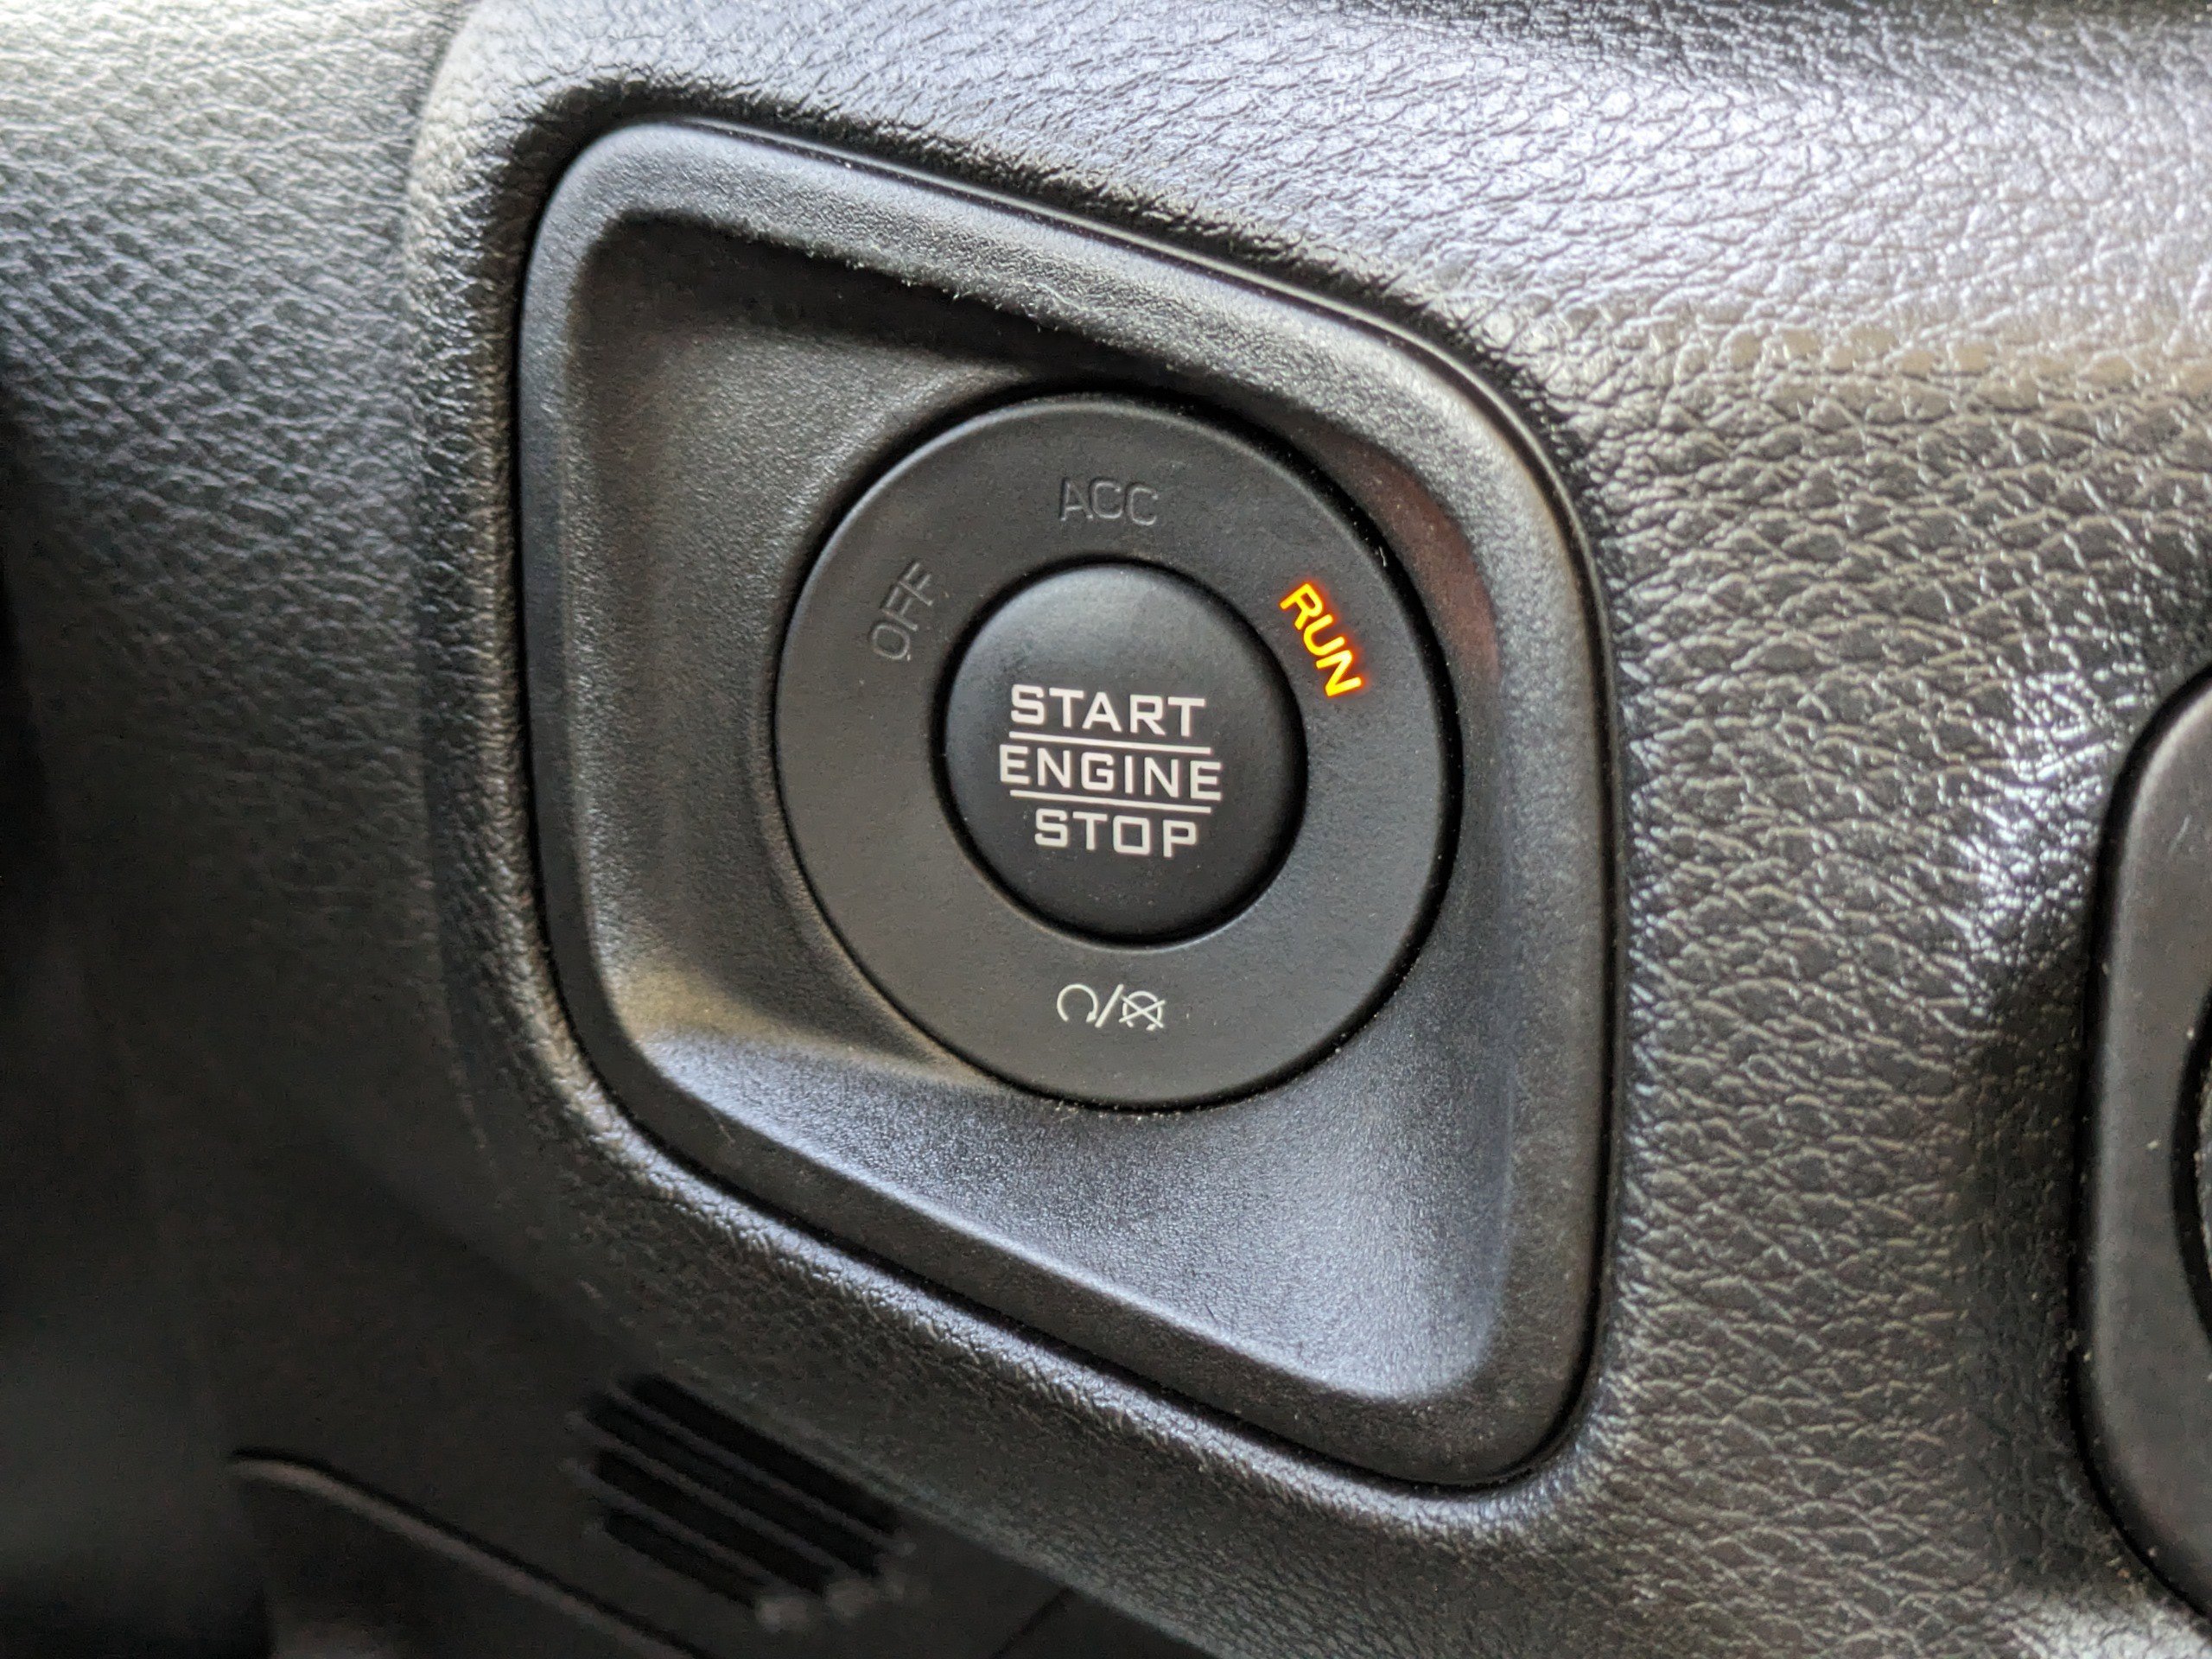 ACC
OFF
RUN
START
ENGINE
STOP